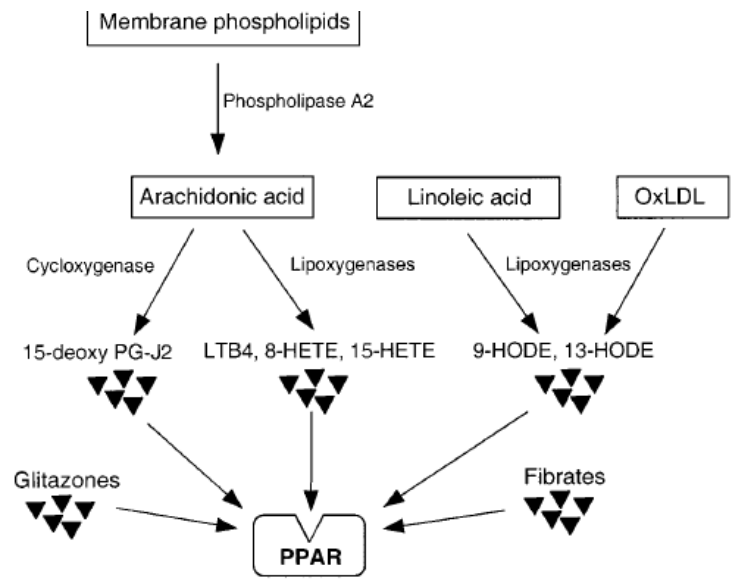 Membrane phospholipids
Phospholipase A2
Arachidonic acid
Linoleic acid
OxLDL
Cycloxygenase
Lipoxygenases
Lipoxygenases
15-deoxy PG-J2
LTB4, 8-HETE, 15-HETE
9-HODE, 13-HODE
Glitazones
Fibrates
PPAR